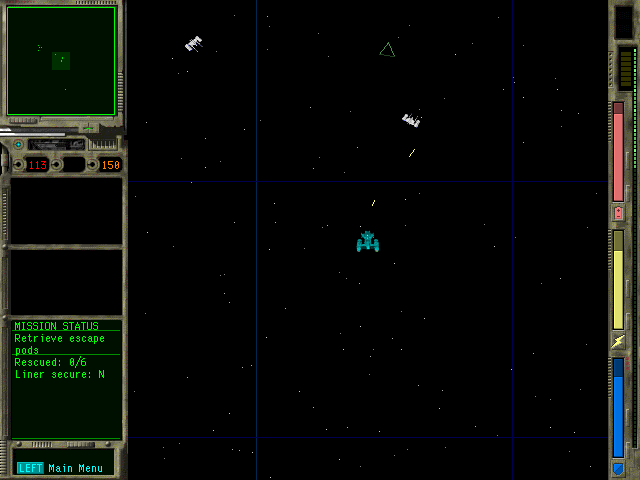 113
150
MISSION STATUS
Retrieve escape
pods
Rescued: 0/6
Liner secure: N
LEFT Main Menu